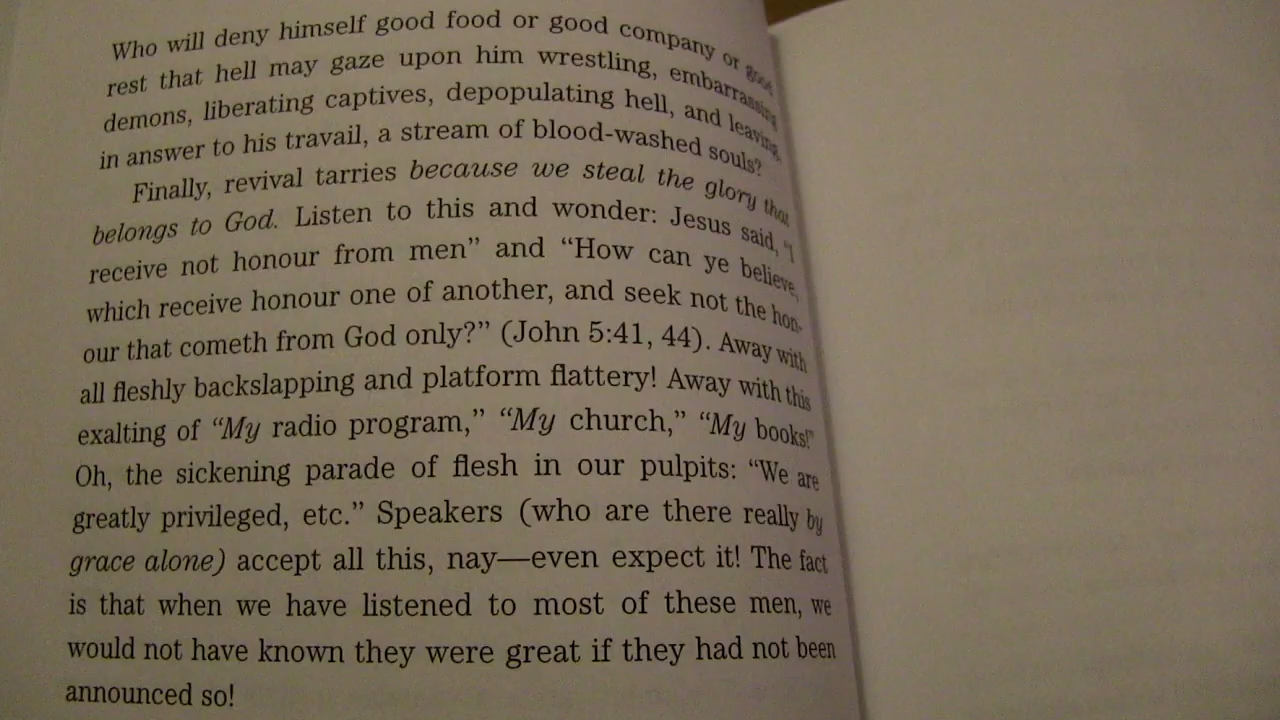 Who will deny himself good food or good company or good
rest that hell may gaze upon him wrestling, embarrassing
demons, liberating captives, depopulating hell, and leaving,
in answer to his travail, a stream of blood-washed souls?
Finally, revival tarries because we steal the glory that
belongs to God. Listen to this and wonder: Jesus said, "I
receive not honour from men” and “How can ye believe,
which receive honour one of another, and seek not the hon-
our that cometh from God only?” (John 5:41, 44). Away with
all fleshly backslapping and platform flattery! Away with this
exalting of “My radio program,” “My church,” “My books!”
Oh, the sickening parade of flesh in our pulpits: “We are
greatly privileged, etc.” Speakers (who are there really by
grace alone) accept all this, nay—even expect it! The fact
is that when we have listened to most of these men, we
would not have known they were great if they had not been
announced so!